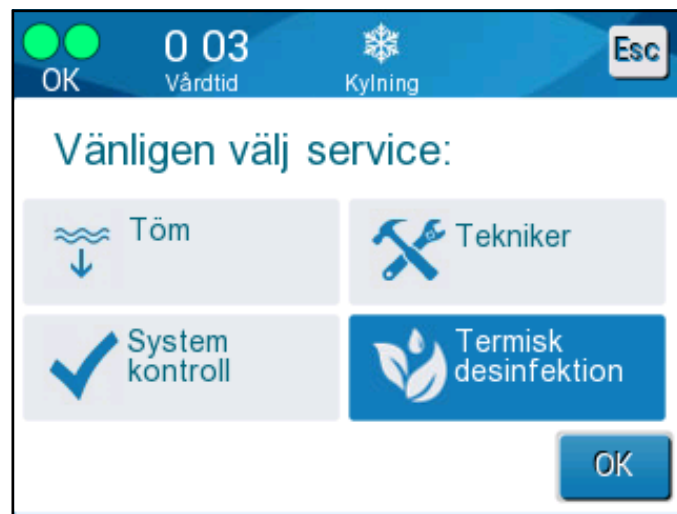 OK
0 03
Vårdtid
Kylning
Esc
Vänligen välj service:
Töm
Tekniker
System
kontroll
Termisk
desinfektion
OK